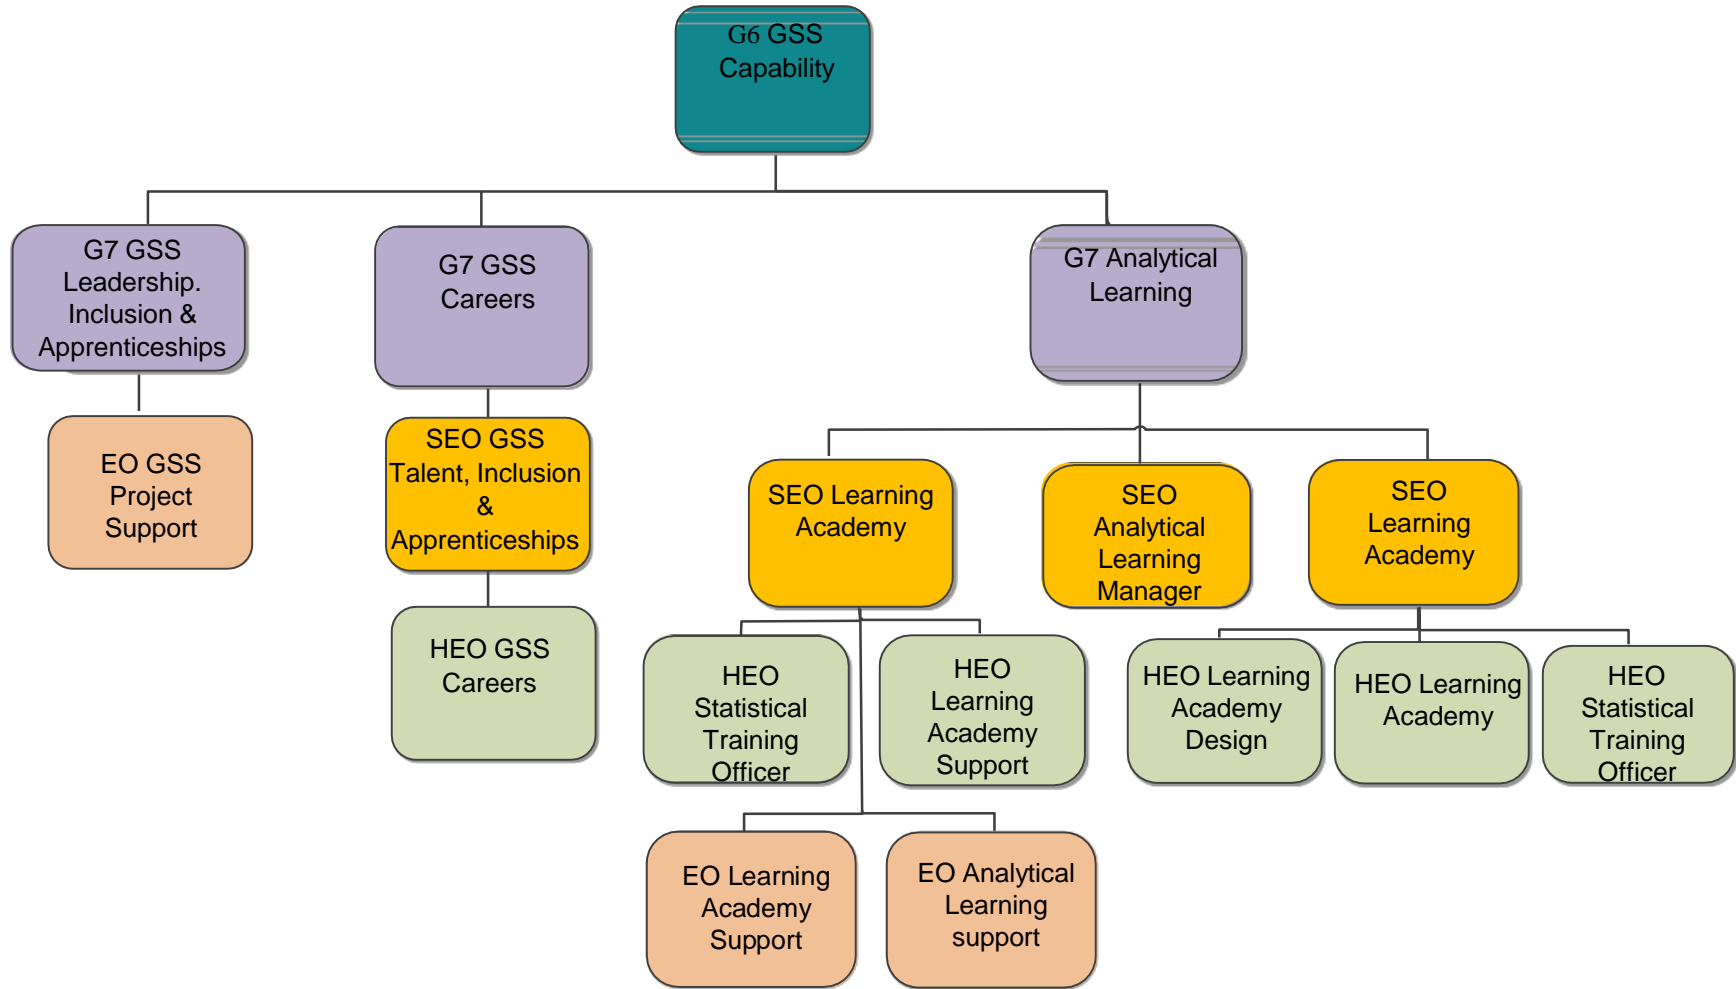 G6 GSS
Capability
G7 GSS
Leadership.
Inclusion &
Apprenticeships
G7 GSS
Careers
G7 Analytical
Learning
EO GSS
Project
Support
SEO GSS
Talent, Inclusion
&
Apprenticeships
SEO Learning
Academy
SEO
Analytical
Learning
Manager
SEO
Learning
Academy
HEO GSS
Careers
HEO
Statistical
Training
Officer
HEO
Learning
Academy
Support
HEO Learning
Academy
Design
HEO Learning
Academy
HEO
Statistical
Training
Officer
EO Learning
Academy
Support
EO Analytical
Learning
support